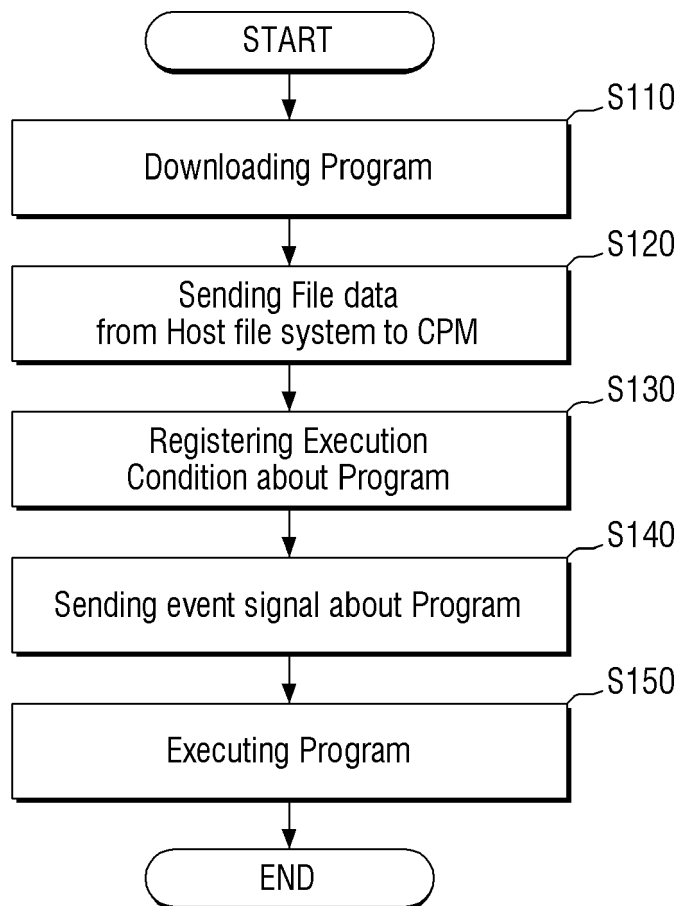 START
S110
Downloading Program
S120
Sending File data
from Host file system to CPM
S130
Registering Execution
Condition about Program
S140
Sending event signal about Program
S150
Executing Program
END